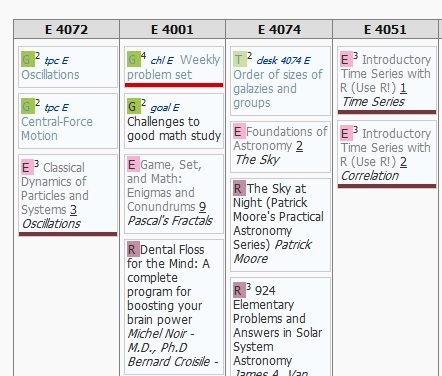 E 4072
G 2 tpc E
Oscillations
G 2 tpc E
Central-Force
Motion
E 3 Classical
Dynamics of
Particles and
Systems 3
Oscillations
E 4001
G 4 chl E Weekly
problem set
G 2 goal E
Challenges to
good math study
E Game, Set,
and Math:
Enigmas and
Conundrums 9
Pascal's Fractals
R Dental Floss
for the Mind: A
complete
program for
boosting your
brain power
Michel Noir -
M.D., Ph.D
Bernard Croisile -
E 4074
T 2 desk 4074 E
Order of sizes of
galazies and
groups
E Foundations of
Astronomy 2
The Sky
R The Sky at
Night (Patrick
Moore's Practical
Astronomy
Series) Patrick
Moore
R 3 924
Elementary
Problems and
Answers in Solar
System
Astronomy
James A. Van
E 4051
E 3 Introductory
Time Series with
R (Use R!) 1
Time Series
E 3 Introductory
Time Series with
R (Use R!) 2
Correlation